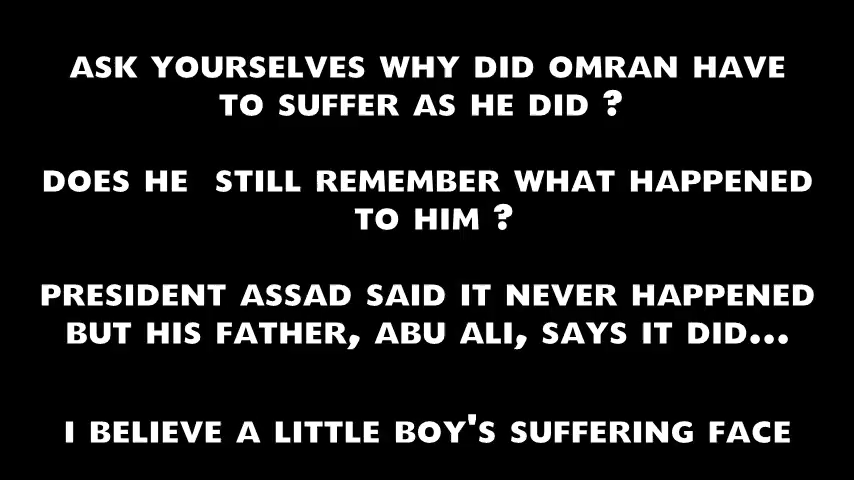 ASK YOURSELVES WHY DID OMRAN HAVE
TO SUFFER AS HE DID ?
DOES HE STILL REMEMBER WHAT HAPPENED
TO HIM ?
PRESIDENT ASSAD SAID IT NEVER HAPPENED
BUT HIS FATHER, ABU ALI, SAYS IT DID...
I BELIEVE A LITTLE BOY'S SUFFERING FACE